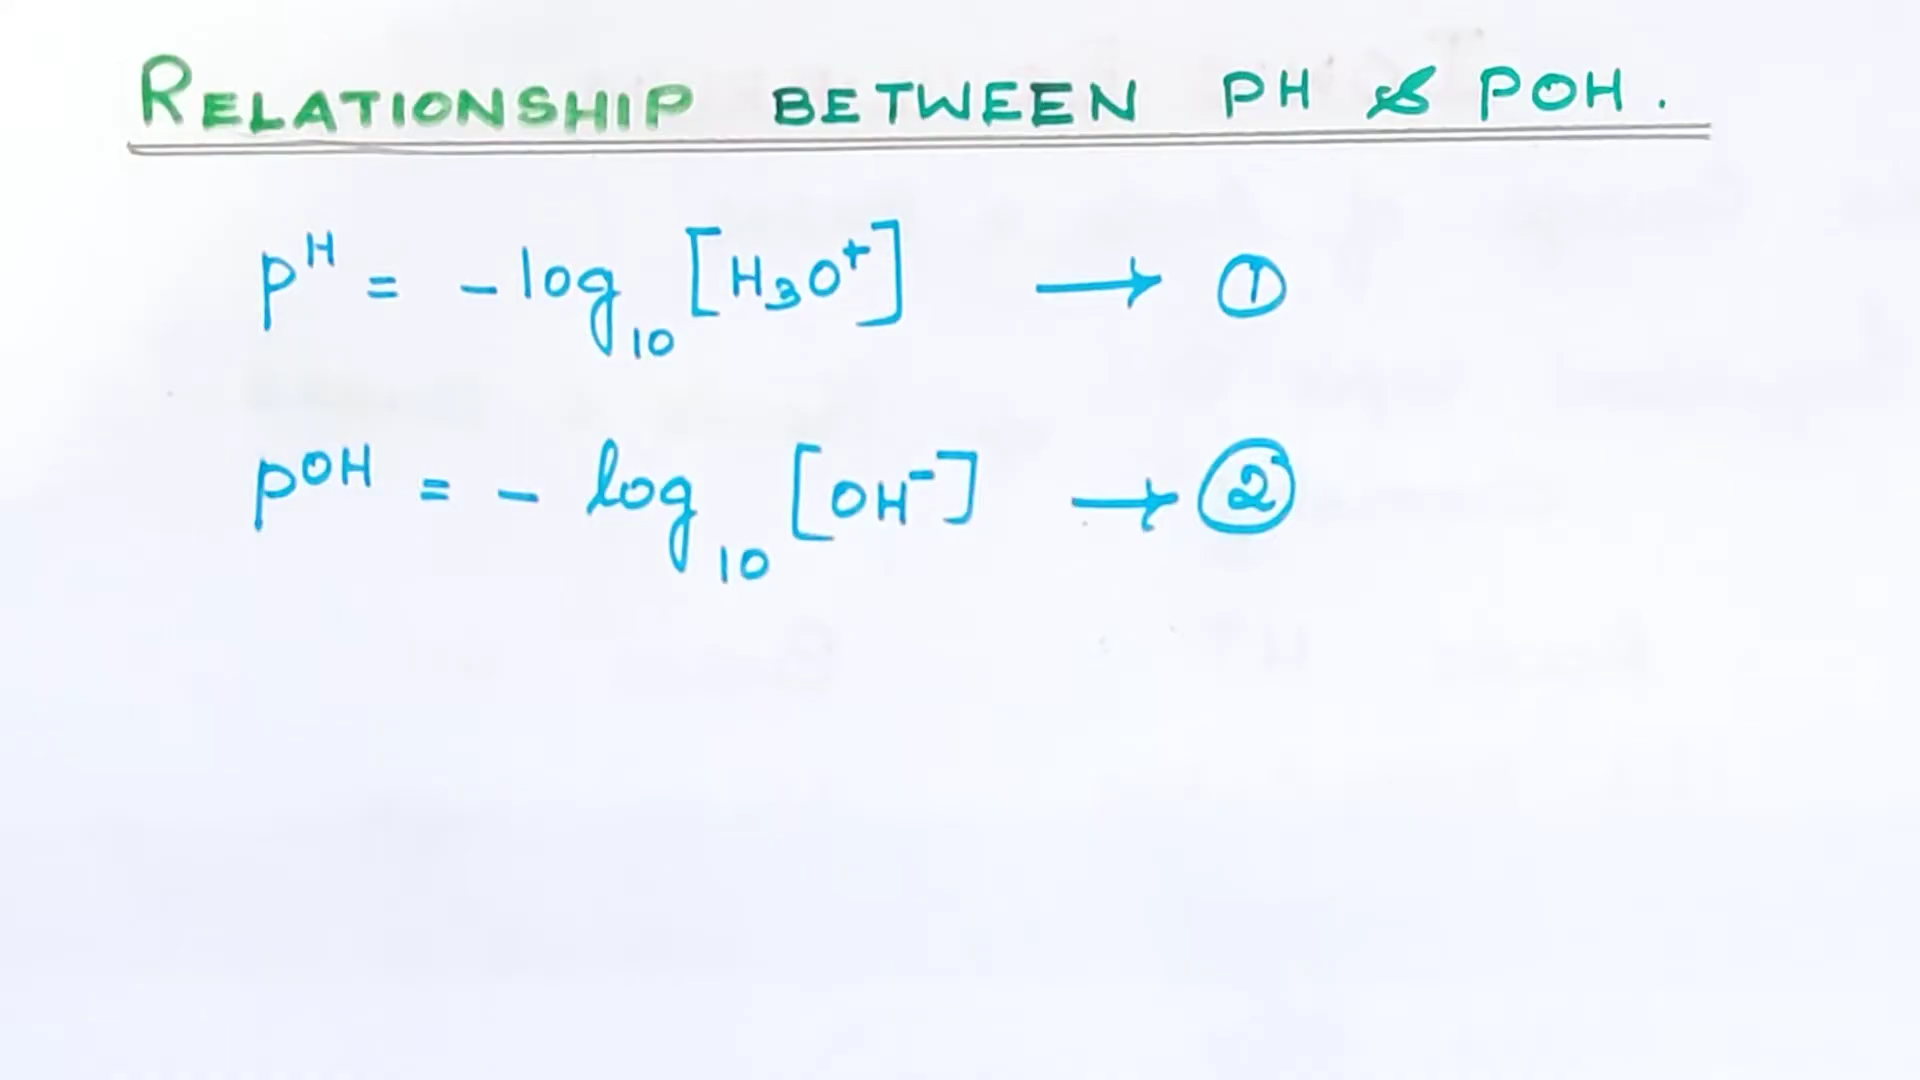 RELATIONSHIP BETWEEN PH & POH.
pᴴ = - log₁₀ [H₃O⁺] → ①
pᴼᴴ = - log₁₀ [OH⁻] → ②